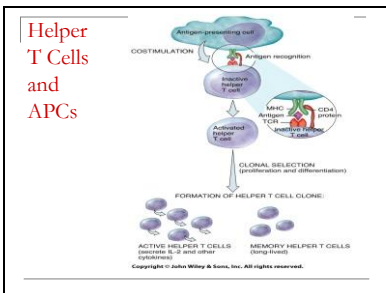 Helper
T Cells
and
APCs
Antigen-presenting cell
COSTIMULATION
Antigen recognition
Inactive
helper
T cell
MHC
Antigen
TCR
CD4
protein
Inactive helper
T cell
Activated
helper
T cell
CLONAL SELECTION
(proliferation and differentiation)
FORMATION OF HELPER T CELL CLONE:
ACTIVE HELPER T CELLS
(secrete IL-2 and other
cytokines)
MEMORY HELPER T CELLS
(long-lived)
Copyright © John Wiley & Sons, Inc. All rights reserved.